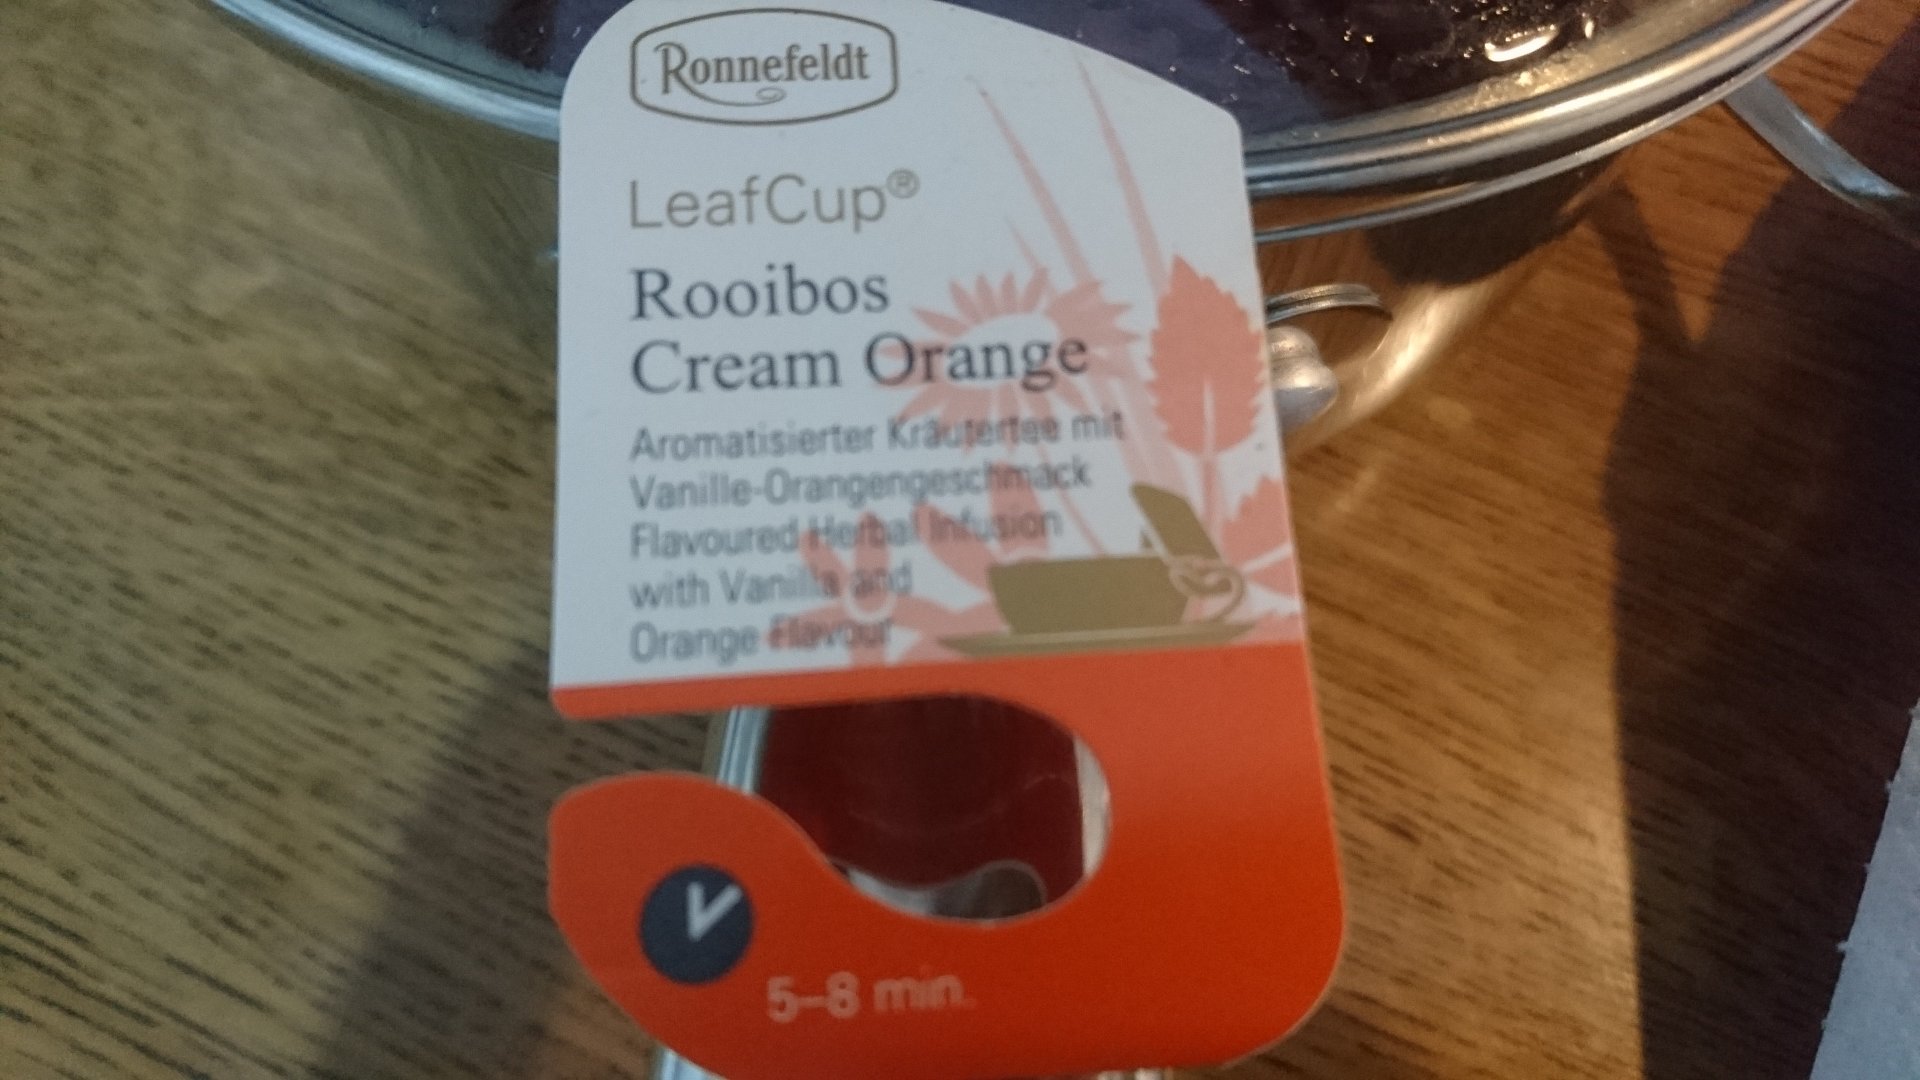 Ronnefeldt
LeafCup®
Rooibos
Cream Orange
Aromatisierter Kräutertee mit
Vanille-Orangengeschmack
Flavoured Herbal Infusion
with Vanilla and
Orange Flavour
5–8 min.